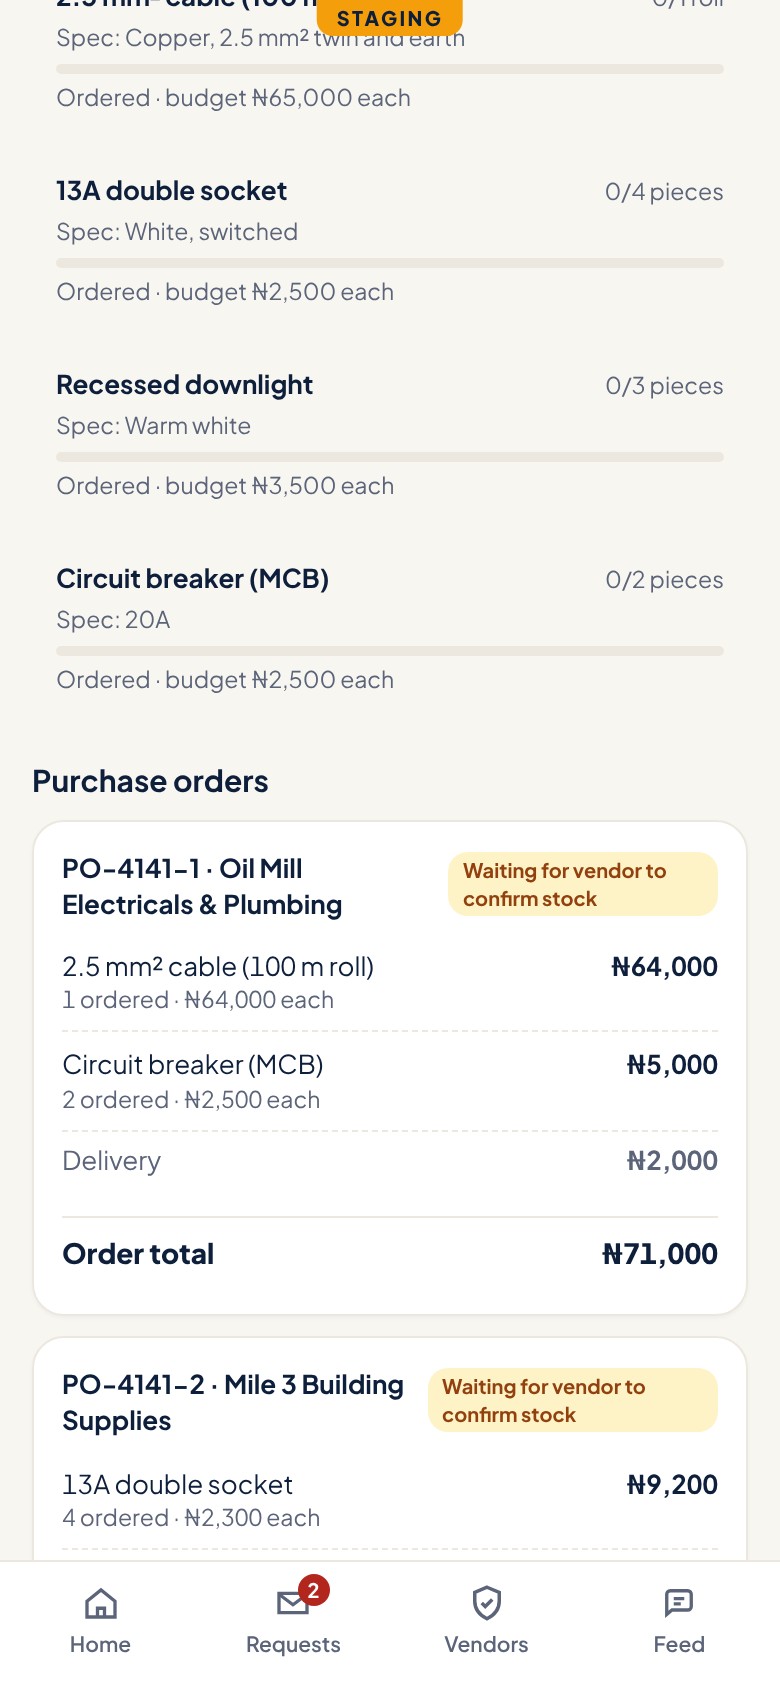 2.5 mm² cable (100 m
STAGING
Spec: Copper, 2.5 mm² twin and earth
Ordered · budget ₦65,000 each
13A double socket
0/4 pieces
Spec: White, switched
Ordered · budget ₦2,500 each
Recessed downlight
0/3 pieces
Spec: Warm white
Ordered · budget ₦3,500 each
Circuit breaker (MCB)
0/2 pieces
Spec: 20A
Ordered · budget ₦2,500 each
Purchase orders
PO-4141-1 · Oil Mill
Electricals & Plumbing
Waiting for vendor to
confirm stock
2.5 mm² cable (100 m roll)
₦64,000
1 ordered · ₦64,000 each
Circuit breaker (MCB)
₦5,000
2 ordered · ₦2,500 each
Delivery
₦2,000
Order total
₦71,000
PO-4141-2 · Mile 3 Building
Supplies
Waiting for vendor to
confirm stock
13A double socket
₦9,200
4 ordered · ₦2,300 each
2
Home
Requests
Vendors
Feed